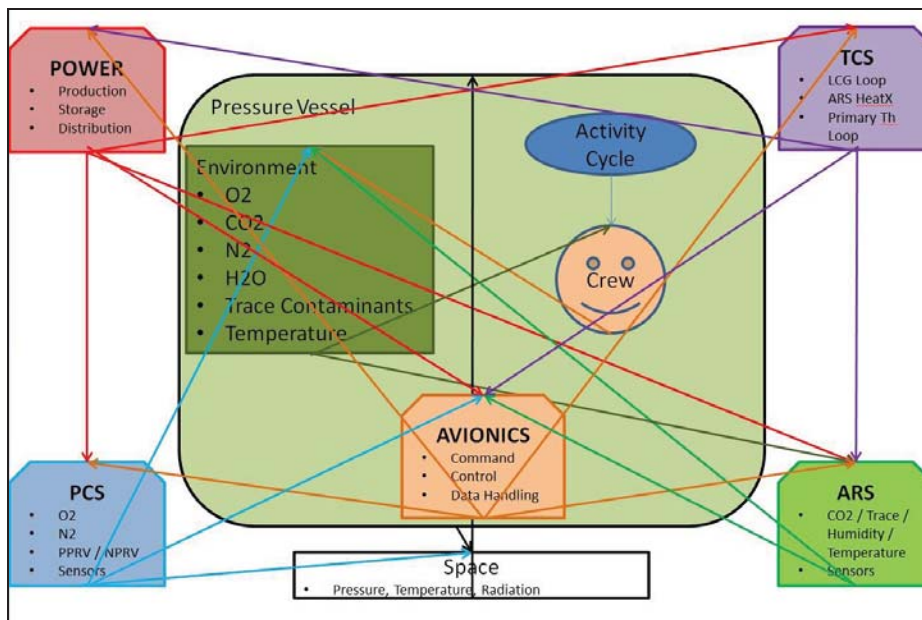 POWER
Production
Storage
Distribution
TCS
LCG Loop
ARS HeatX
Primary Th
Loop
Pressure Vessel
Activity
Cycle
Environment
O2
CO2
N2
H2O
Trace Contaminants
Temperature
Crew
AVIONICS
Command
Control
Data Handling
PCS
O2
N2
PPRV / NPRV
Sensors
ARS
CO2 / Trace /
Humidity /
Temperature
Sensors
Space
Pressure, Temperature, Radiation